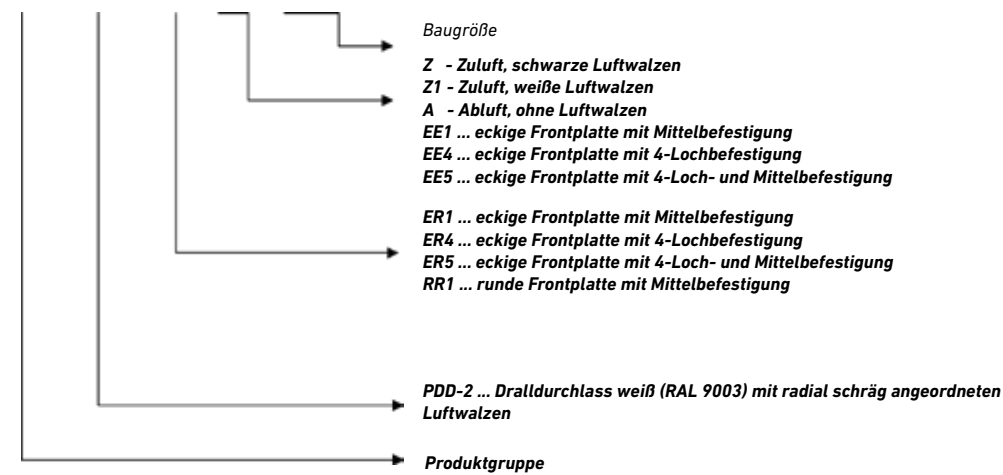 Baugröße
Z - Zuluft, schwarze Luftwalzen
Z1 - Zuluft, weiße Luftwalzen
A - Abluft, ohne Luftwalzen
EE1 ... eckige Frontplatte mit Mittelbefestigung
EE4 ... eckige Frontplatte mit 4-Lochbefestigung
EE5 ... eckige Frontplatte mit 4-Loch- und Mittelbefestigung
ER1 ... eckige Frontplatte mit Mittelbefestigung
ER4 ... eckige Frontplatte mit 4-Lochbefestigung
ER5 ... eckige Frontplatte mit 4-Loch- und Mittelbefestigung
RR1 ... runde Frontplatte mit Mittelbefestigung
PDD-2 ... Dralldurchlass weiß (RAL 9003) mit radial schräg angeordneten
Luftwalzen
Produktgruppe